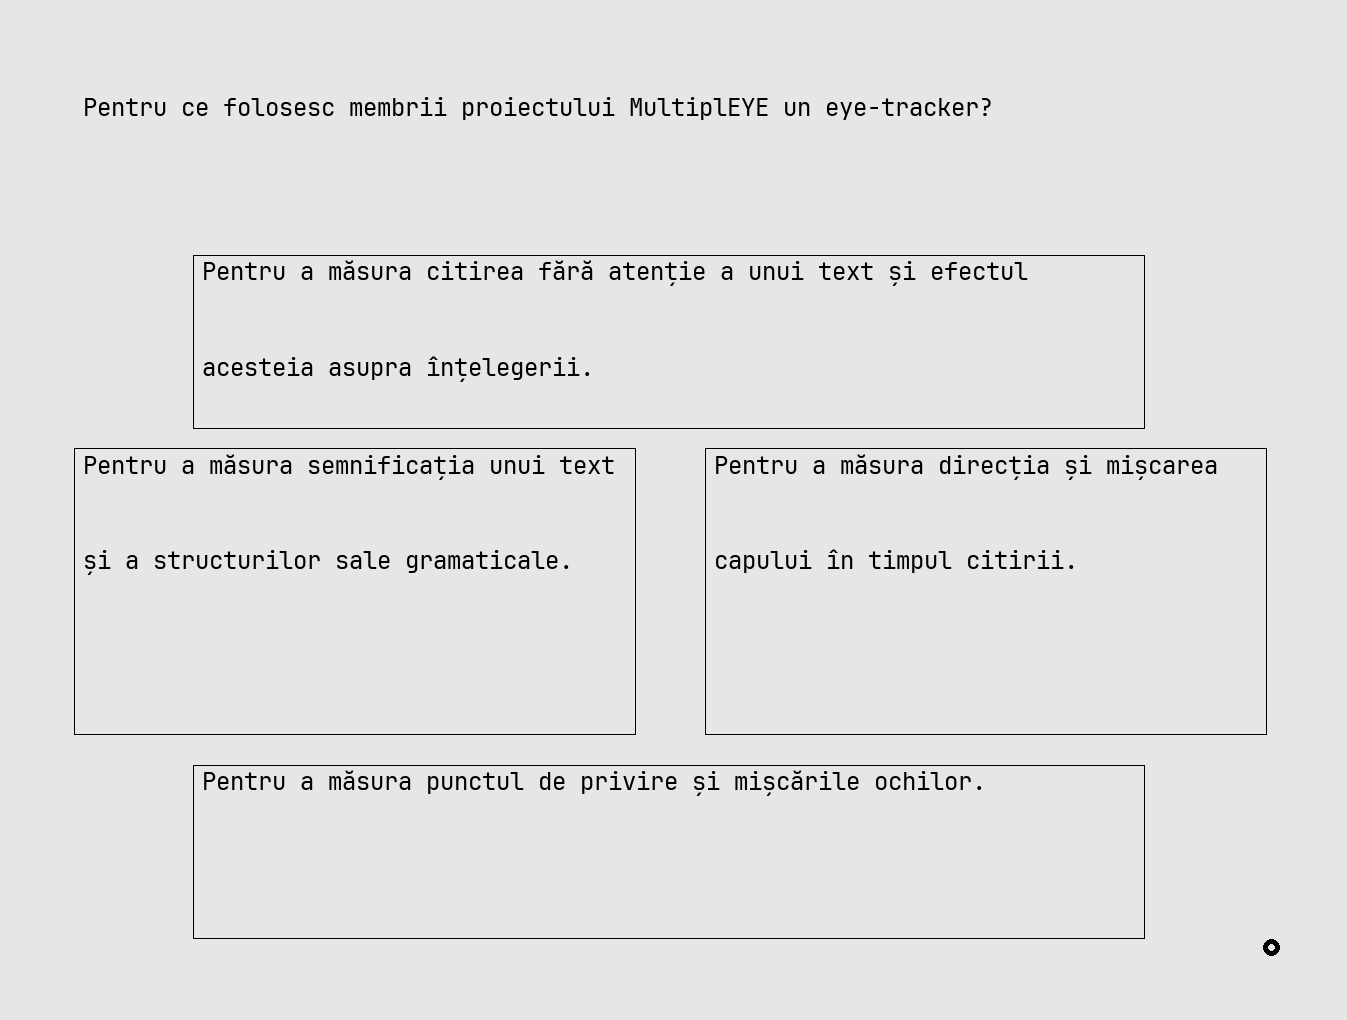 Pentru ce folosesc membrii proiectului MultiplEYE un eye-tracker?
Pentru a măsura citirea fără atenție a unui text și efectul
acesteia asupra înțelegerii.
Pentru a măsura semnificația unui text
și a structurilor sale gramaticale.
Pentru a măsura direcția și mișcarea
capului în timpul citirii.
Pentru a măsura punctul de privire și mișcările ochilor.